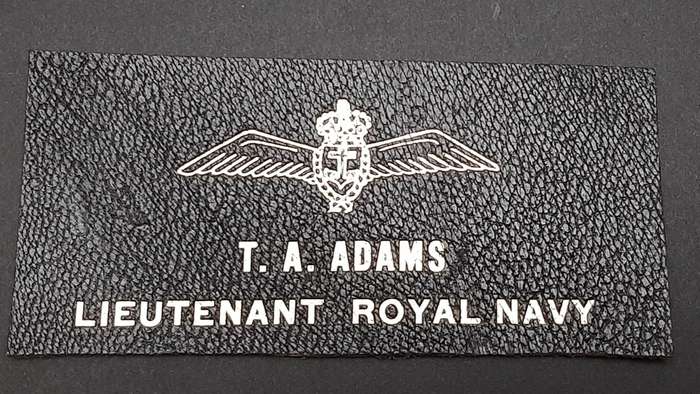 T. A. ADAMS
LIEUTENANT ROYAL NAVY